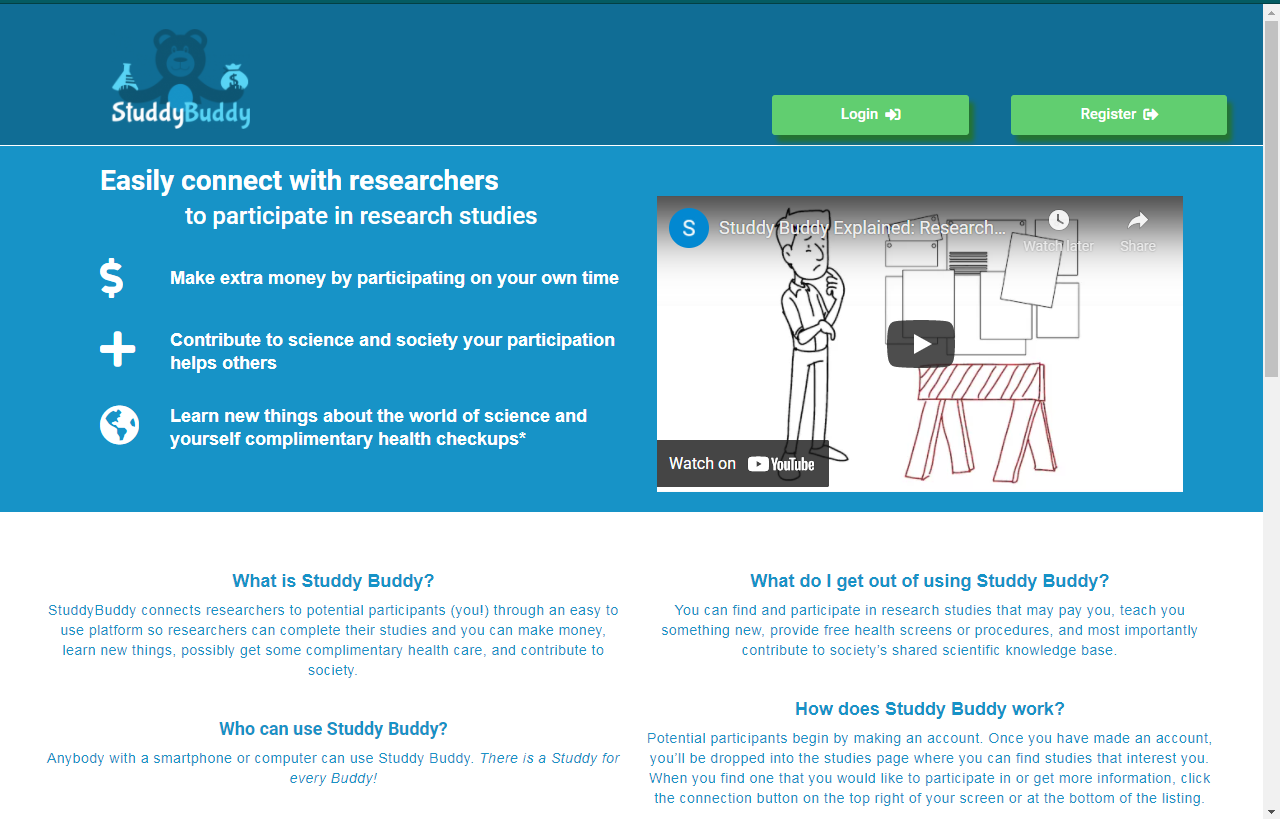 StuddyBuddy
Login
Register
Easily connect with researchers
to participate in research studies
Make extra money by participating on your own time
Contribute to science and society your participation
helps others
Learn new things about the world of science and
yourself complimentary health checkups*
S
Studdy Buddy Explained: Research...
Watch later
Share
Watch on YouTube
What is Studdy Buddy?
StuddyBuddy connects researchers to potential participants (you!) through an easy to
use platform so researchers can complete their studies and you can make money,
learn new things, possibly get some complimentary health care, and contribute to
society.
Who can use Studdy Buddy?
Anybody with a smartphone or computer can use Studdy Buddy. There is a Studdy for
every Buddy!
What do I get out of using Studdy Buddy?
You can find and participate in research studies that may pay you, teach you
something new, provide free health screens or procedures, and most importantly
contribute to society’s shared scientific knowledge base.
How does Studdy Buddy work?
Potential participants begin by making an account. Once you have made an account,
you’ll be dropped into the studies page where you can find studies that interest you.
When you find one that you would like to participate in or get more information, click
the connection button on the top right of your screen or at the bottom of the listing.